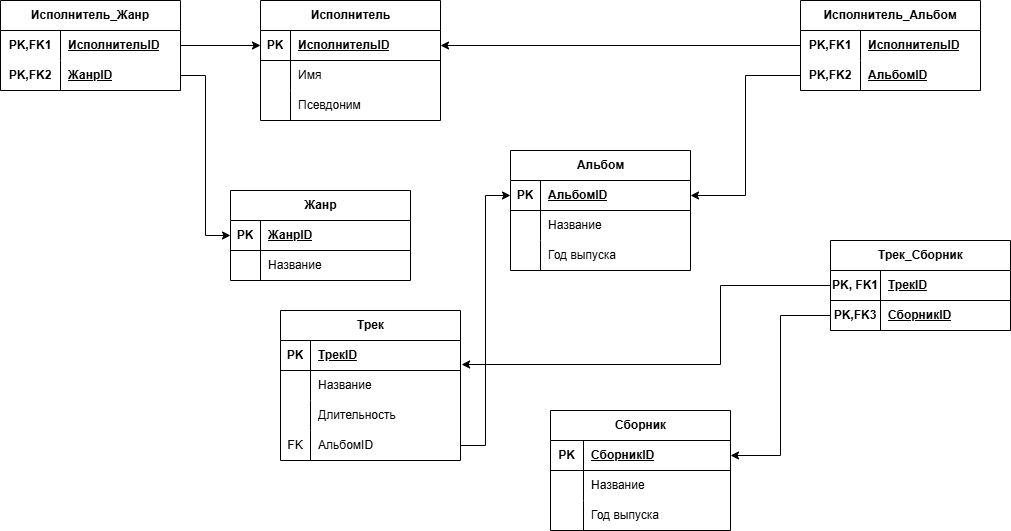 Исполнитель_Жанр
PK,FK1 ИсполнительID
PK,FK2 ЖанрID
Исполнитель
PK ИсполнительID
Имя
Псевдоним
Исполнитель_Альбом
PK,FK1 ИсполнительID
PK,FK2 АльбомID
Альбом
PK АльбомID
Название
Год выпуска
Жанр
PK ЖанрID
Название
Трек_Сборник
PK, FK1 ТрекID
PK,FK3 СборникID
Трек
PK ТрекID
Название
Длительность
FK АльбомID
Сборник
PK СборникID
Название
Год выпуска